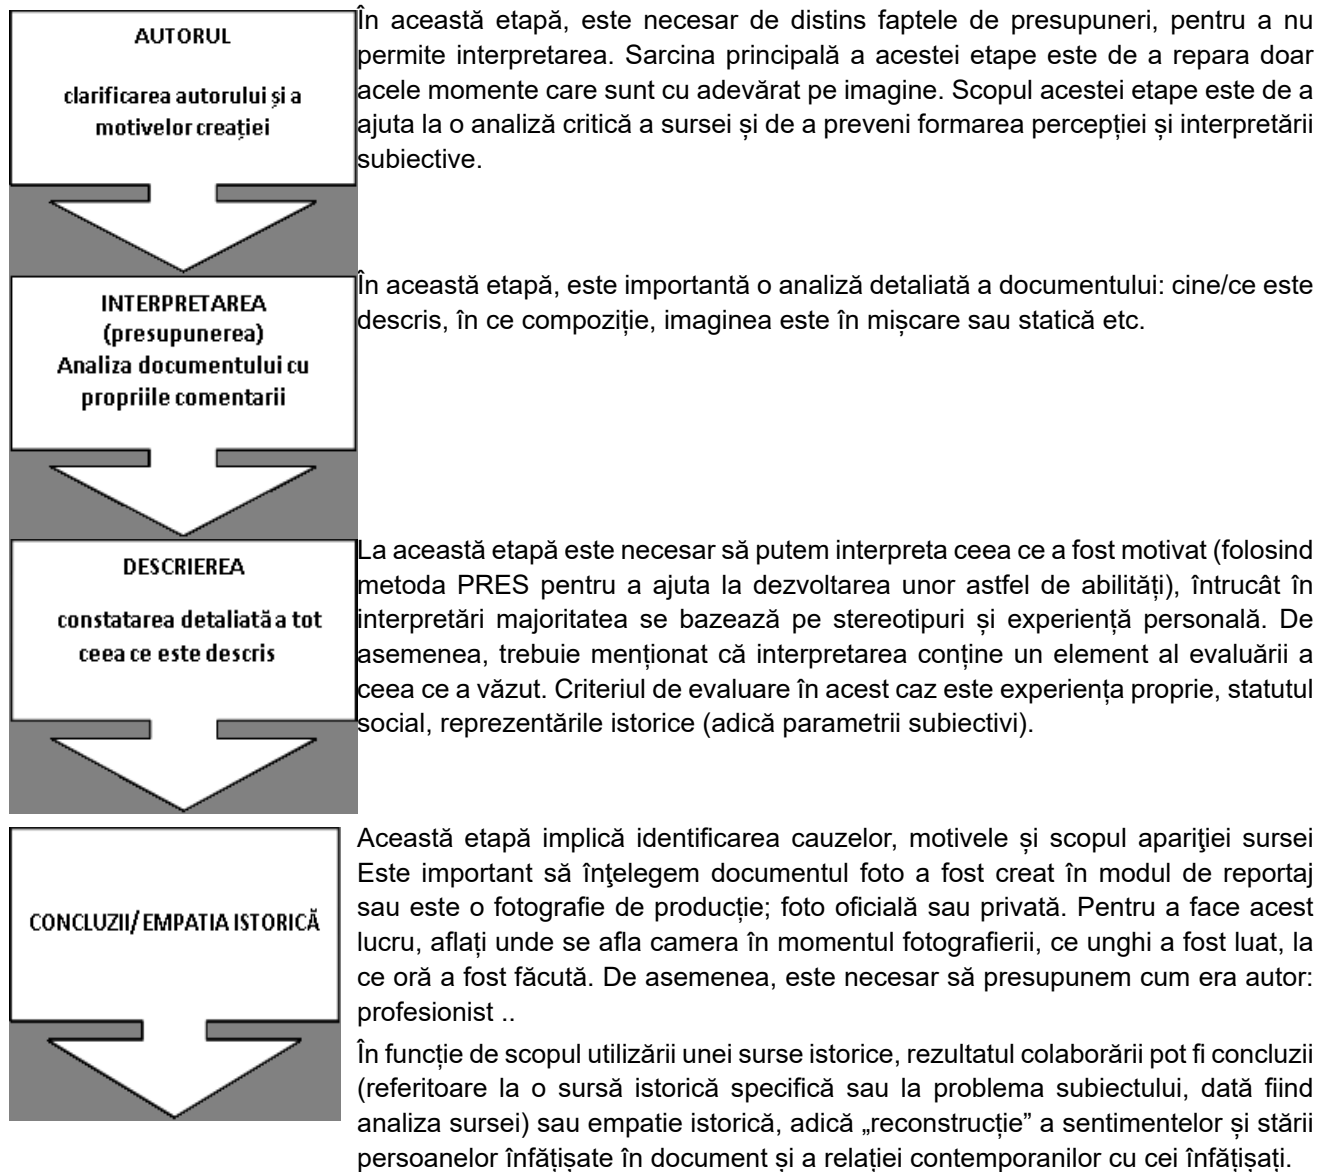 AUTORUL
clarificarea autorului și a
motivelor creației
În această etapă, este necesar de distins faptele de presupuneri, pentru a nu
permite interpretarea. Sarcina principală a acestei etape este de a repara doar
acele momente care sunt cu adevărat pe imagine. Scopul acestei etape este de a
ajuta la o analiză critică a sursei și de a preveni formarea percepției și interpretării
subiective.
INTERPRETAREA
(presupunerea)
Analiza documentului cu
propriile comentarii
În această etapă, este importantă o analiză detaliată a documentului: cine/ce este
descris, în ce compoziție, imaginea este în mișcare sau statică etc.
DESCRIEREA
constatarea detaliată a tot
ceea ce este descris
La această etapă este necesar să putem interpreta ceea ce a fost motivat (folosind
metoda PRES pentru a ajuta la dezvoltarea unor astfel de abilități), întrucât în
interpretări majoritatea se bazează pe stereotipuri și experiență personală. De
asemenea, trebuie menționat că interpretarea conține un element al evaluării a
ceea ce a văzut. Criteriul de evaluare în acest caz este experiența proprie, statutul
social, reprezentările istorice (adică parametrii subiectivi).
CONCLUZII/ EMPATIA ISTORICĂ
Această etapă implică identificarea cauzelor, motivele și scopul apariţiei sursei
Este important să înţelegem documentul foto a fost creat în modul de reportaj
sau este o fotografie de producție; foto oficială sau privată. Pentru a face acest
lucru, aflați unde se afla camera în momentul fotografierii, ce unghi a fost luat, la
ce oră a fost făcută. De asemenea, este necesar să presupunem cum era autor:
profesionist ..
În funcție de scopul utilizării unei surse istorice, rezultatul colaborării pot fi concluzii
(referitoare la o sursă istorică specifică sau la problema subiectului, dată fiind
analiza sursei) sau empatie istorică, adică „reconstrucție” a sentimentelor și stării
persoanelor înfățișate în document și a relației contemporanilor cu cei înfățișați.